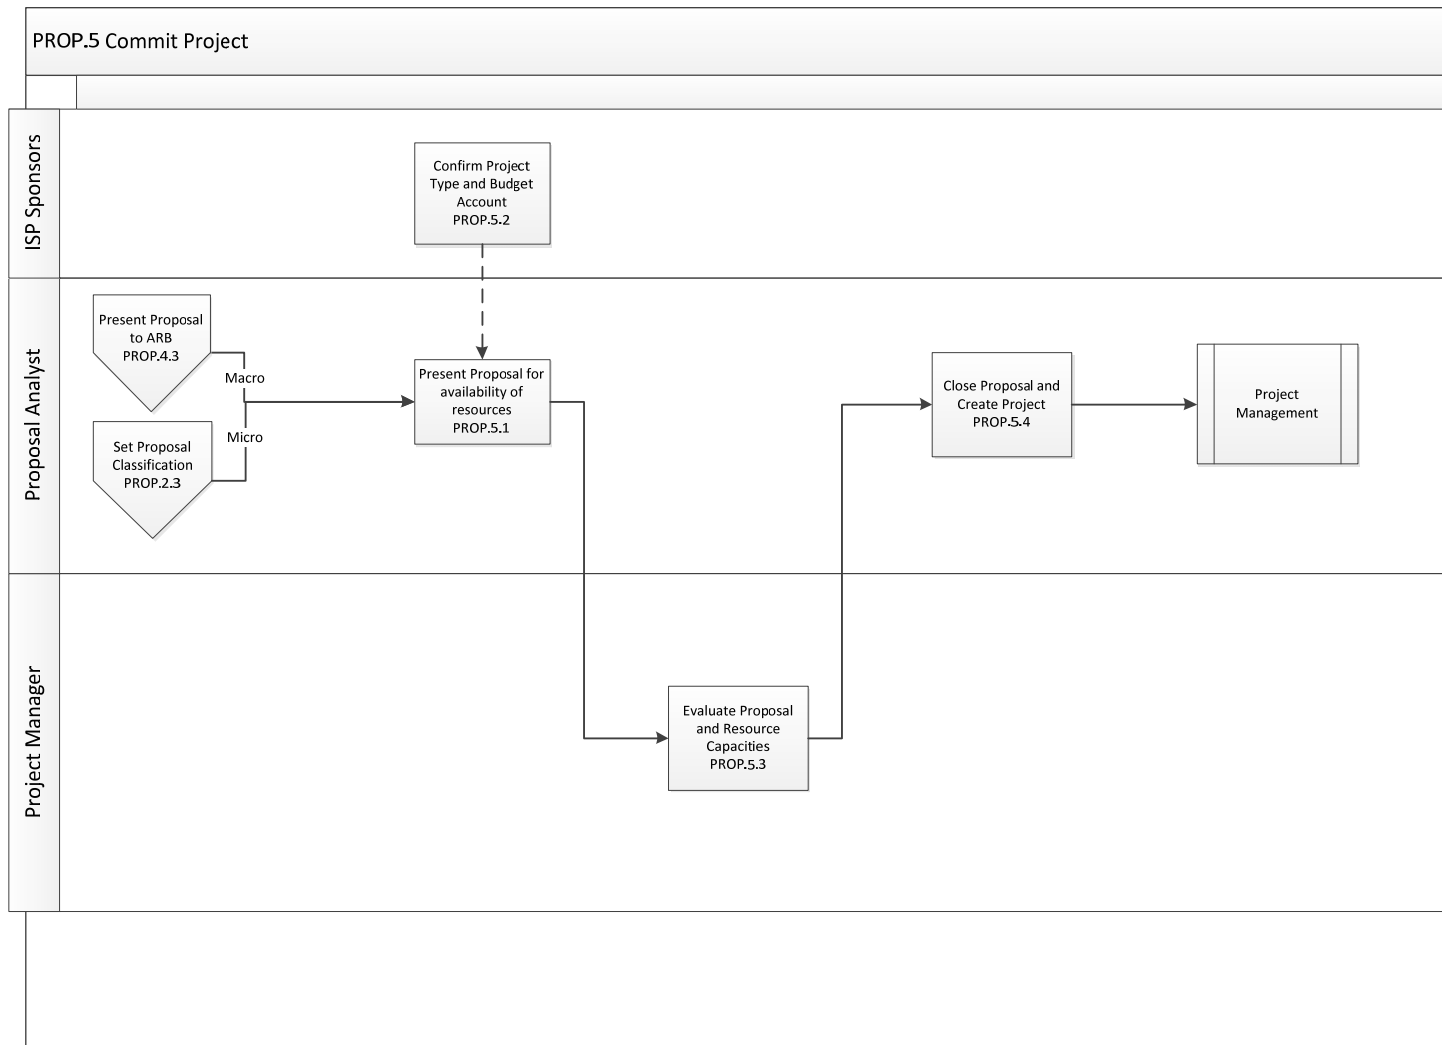 PROP.5 Commit Project
ISP Sponsors
Confirm Project
Type and Budget
Account
PROP.5.2
Proposal Analyst
Present Proposal
to ARB
PROP.4.3
Macro
Set Proposal
Classification
PROP.2.3
Micro
Present Proposal for
availability of
resources
PROP.5.1
Close Proposal and
Create Project
PROP.5.4
Project
Management
Project Manager
Evaluate Proposal
and Resource
Capacities
PROP.5.3